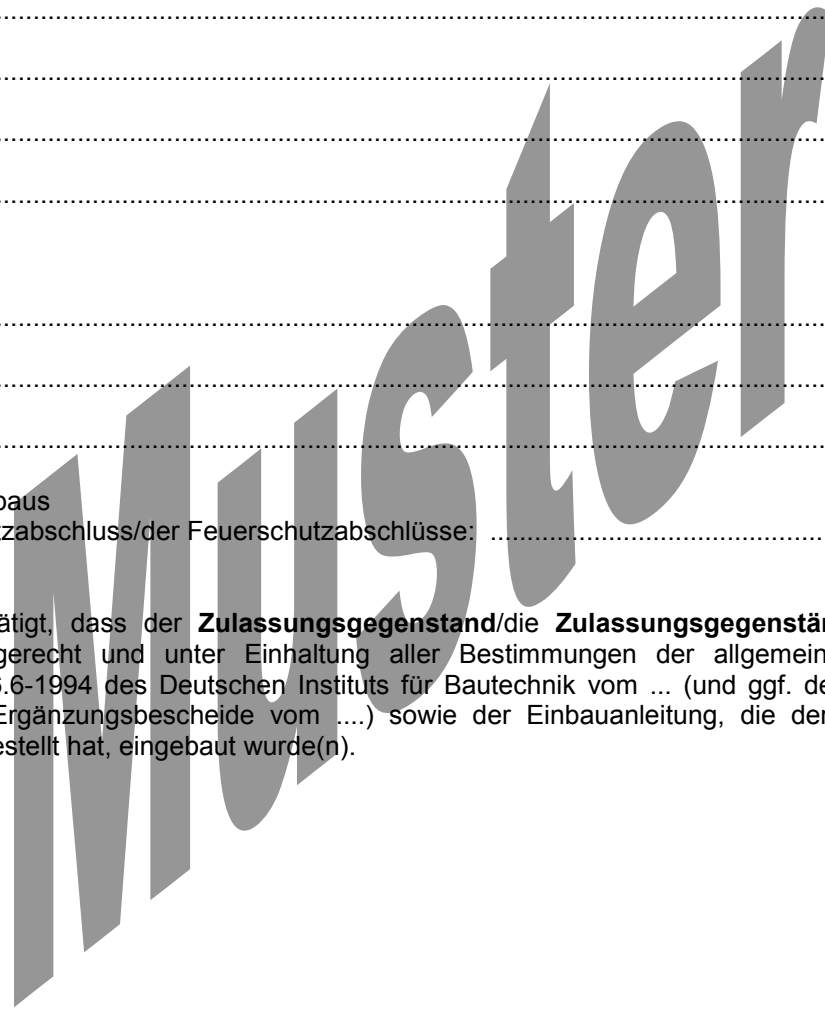 ....................................................................................................
....................................................................................................
....................................................................................................
....................................................................................................
....................................................................................................
....................................................................................................
....................................................................................................
baus
tzabschluss/der Feuerschutzabschlüsse: ..................................................
ätigt, dass der Zulassungsgegenstand/die Zulassungsgegenstän
gerecht und unter Einhaltung aller Bestimmungen der allgemein
6.6-1994 des Deutschen Instituts für Bautechnik vom ... (und ggf. de
Ergänzungsbescheide vom ....) sowie der Einbauanleitung, die der
estellt hat, eingebaut wurde(n).
Muster